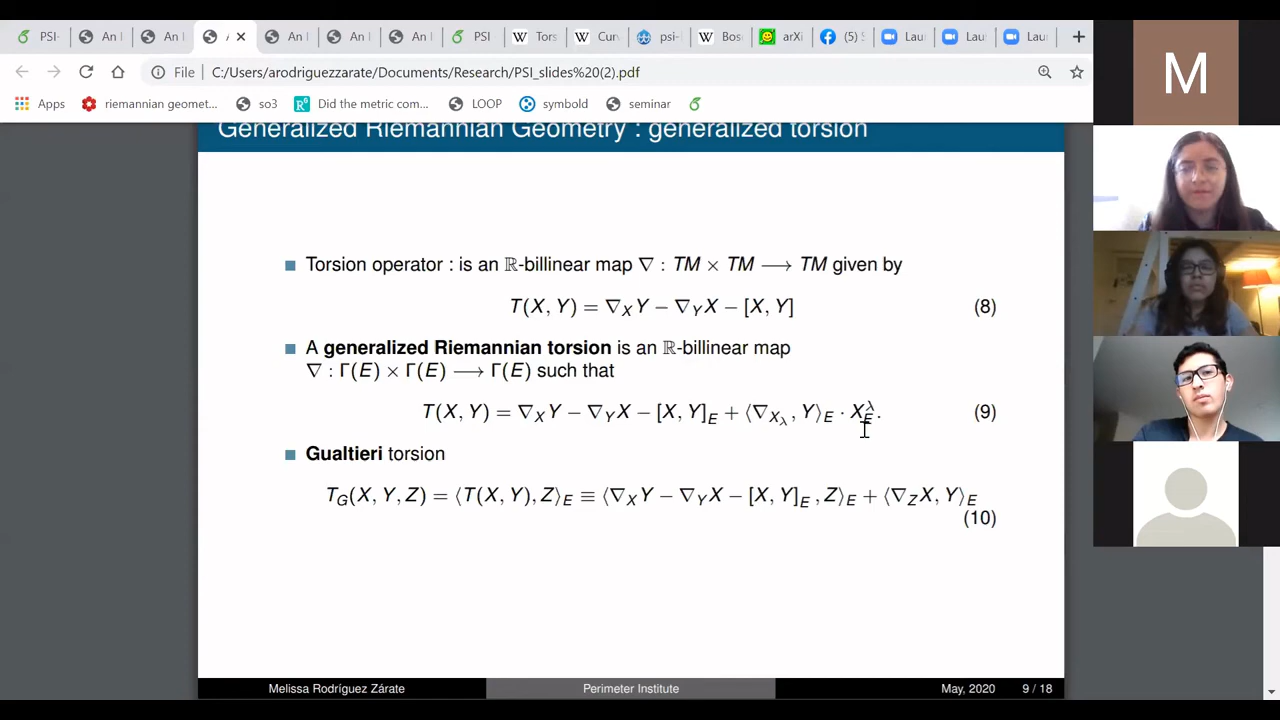 PSI- An I An I A An I An I An I PSI Tors Cur psi- Bos arXi (5) S Lau Lau Lau
File C:/Users/arodriguezzarate/Documents/Research/PSI_slides%20(2).pdf
Apps riemannian geomet... so3 Did the metric com... LOOP symbold seminar
Generalized Riemannian Geometry : generalized torsion
Torsion operator : is an ℝ-billinear map ∇ : TM × TM ⟶ TM given by
T(X, Y) = ∇_X Y − ∇_Y X − [X, Y] (8)
A generalized Riemannian torsion is an ℝ-billinear map
∇ : Γ(E) × Γ(E) ⟶ Γ(E) such that
T(X, Y) = ∇_X Y − ∇_Y X − [X, Y]_E + ⟨∇_{X_λ}, Y⟩_E · X_E^λ. (9)
Gualtieri torsion
T_G(X, Y, Z) = ⟨T(X, Y), Z⟩_E ≡ ⟨∇_X Y − ∇_Y X − [X, Y]_E, Z⟩_E + ⟨∇_Z X, Y⟩_E
(10)
Melissa Rodríguez Zárate Perimeter Institute May, 2020 9 / 18
M